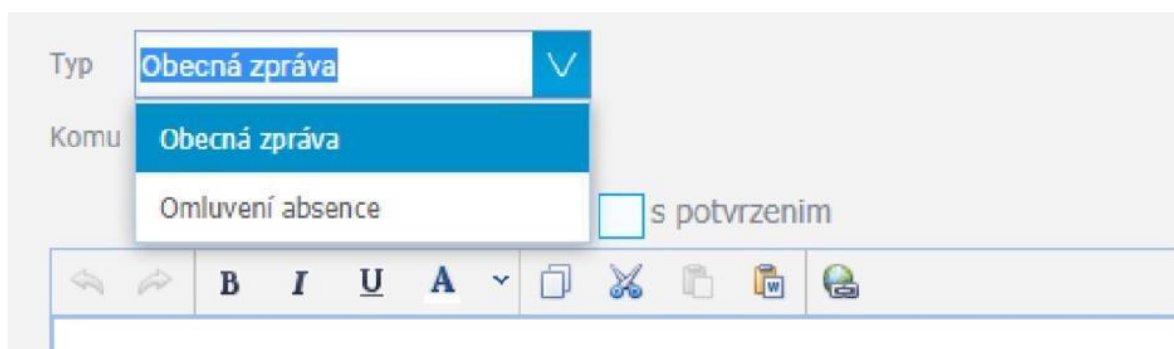 Typ Obecná zpráva
Komu Obecná zpráva
Omluvení absence
s potvrzenim
B I U A